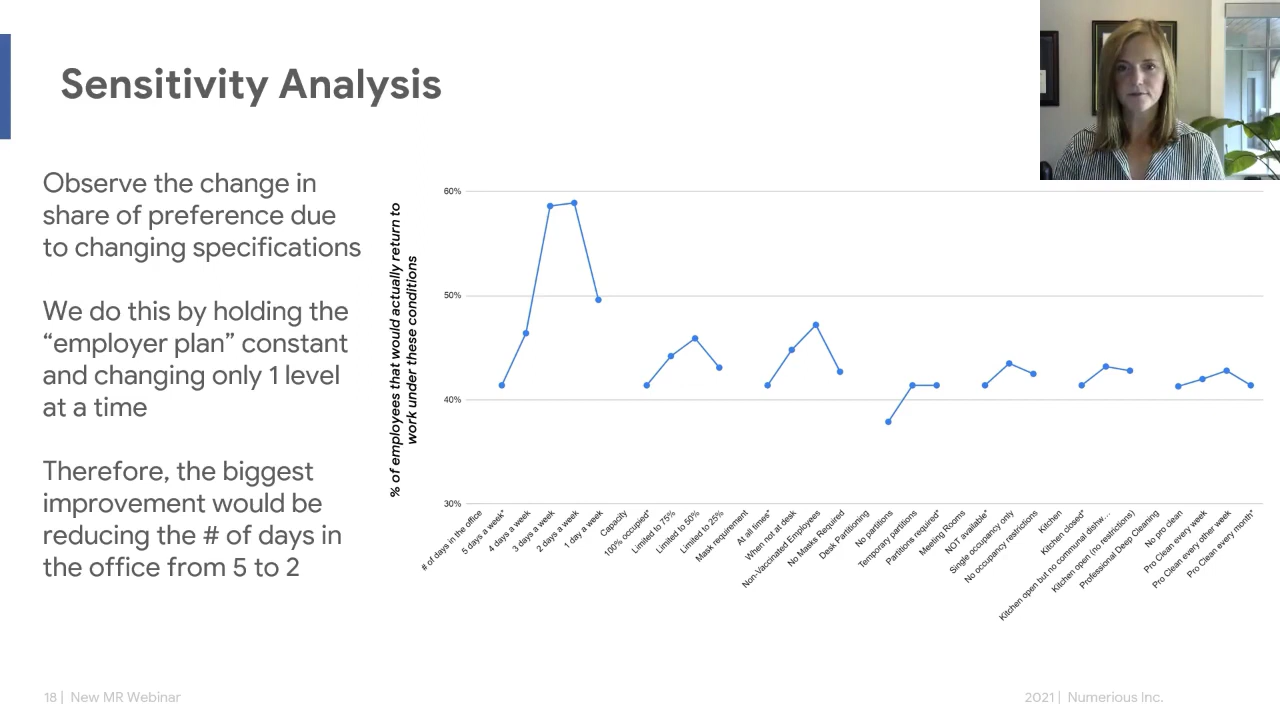 Sensitivity Analysis
Observe the change in
share of preference due
to changing specifications
We do this by holding the
“employer plan” constant
and changing only 1 level
at a time
Therefore, the biggest
improvement would be
reducing the # of days in
the office from 5 to 2
% of employees that would actually return to
work under these conditions
60%
50%
40%
30%
# of days in the office
5 days a week*
4 days a week
3 days a week
2 days a week
1 day a week
Capacity
100% occupied*
Limited to 75%
Limited to 50%
Limited to 25%
Mask requirement
At all times*
When not at desk
Non-Vaccinated Employees
No Masks Required
Desk Partitioning
No partitions
Temporary partitions
Partitions required*
Meeting Rooms
NOT available*
Single occupancy only
No occupancy restrictions
Kitchen
Kitchen closed*
Kitchen open but no communal dishw...
Kitchen open (no restrictions)
Professional Deep Cleaning
No pro clean
Pro Clean every week
Pro Clean every other week
Pro Clean every month*
18 | New MR Webinar
2021 | Numerious Inc.